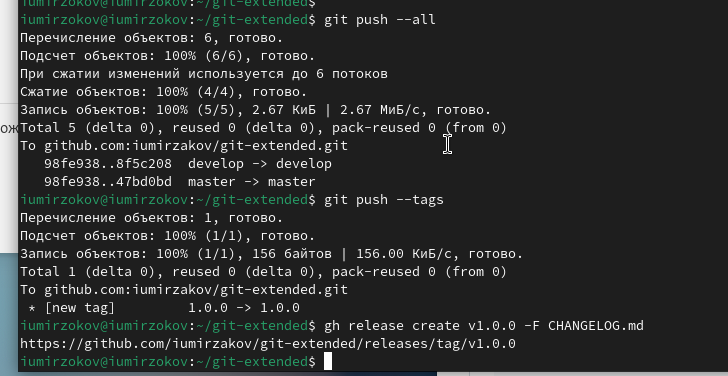 iumirzokov@iumirzokov:~/git-extended$
iumirzokov@iumirzokov:~/git-extended$ git push --all
Перечисление объектов: 6, готово.
Подсчет объектов: 100% (6/6), готово.
При сжатии изменений используется до 6 потоков
Сжатие объектов: 100% (4/4), готово.
Запись объектов: 100% (5/5), 2.67 КиБ | 2.67 МиБ/с, готово.
Total 5 (delta 0), reused 0 (delta 0), pack-reused 0 (from 0)
To github.com:iumirzakov/git-extended.git
98fe938..8f5c208  develop -> develop
98fe938..47bd0bd  master -> master
iumirzokov@iumirzokov:~/git-extended$ git push --tags
Перечисление объектов: 1, готово.
Подсчет объектов: 100% (1/1), готово.
Запись объектов: 100% (1/1), 156 байтов | 156.00 КиБ/с, готово.
Total 1 (delta 0), reused 0 (delta 0), pack-reused 0 (from 0)
To github.com:iumirzakov/git-extended.git
* [new tag]         1.0.0 -> 1.0.0
iumirzokov@iumirzokov:~/git-extended$ gh release create v1.0.0 -F CHANGELOG.md
https://github.com/iumirzakov/git-extended/releases/tag/v1.0.0
iumirzokov@iumirzokov:~/git-extended$